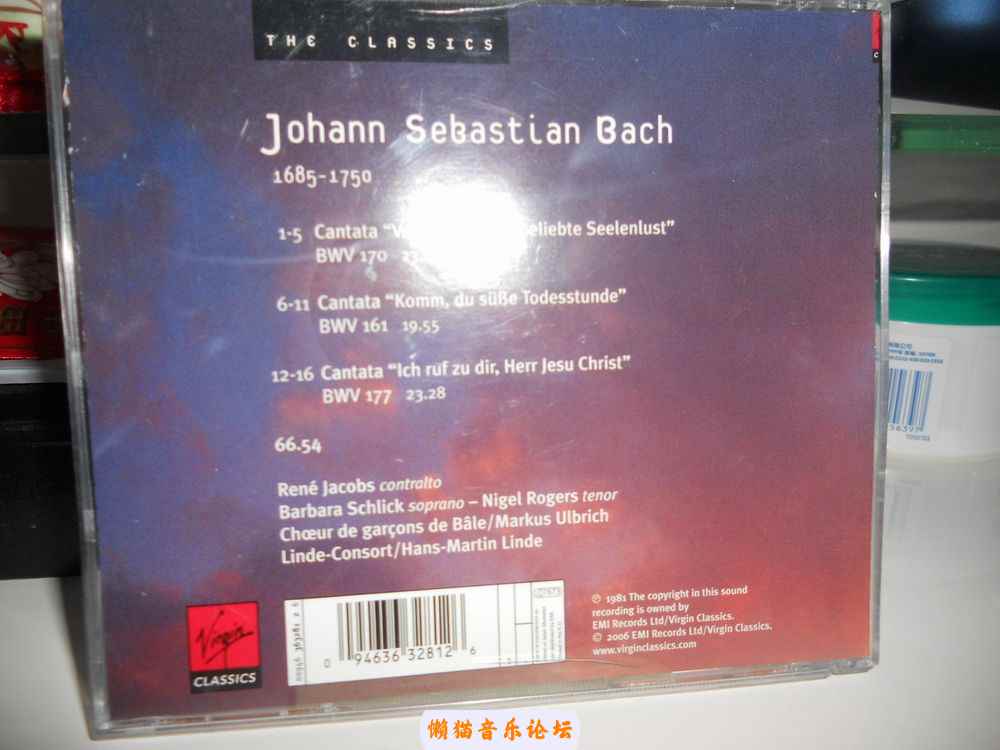 THE CLASSICS
Johann Sebastian Bach
1685-1750
1-5 Cantata "V eliebte Seelenlust"
BWV 170
6-11 Cantata "Komm, du süße Todesstunde"
BWV 161 19.55
12-16 Cantata "Ich ruf zu dir, Herr Jesu Christ"
BWV 177 23.28
66.54
René Jacobs contralto
Barbara Schlick soprano – Nigel Rogers tenor
Chœur de garçons de Bâle/Markus Ulbrich
Linde-Consort/Hans-Martin Linde
Virgin
CLASSICS
0 94636 32812 6
℗ 1981 The copyright in this sound
recording is owned by
EMI Records Ltd/Virgin Classics.
© 2006 EMI Records Ltd/Virgin Classics.
www.virginclassics.com
懒猫音乐论坛